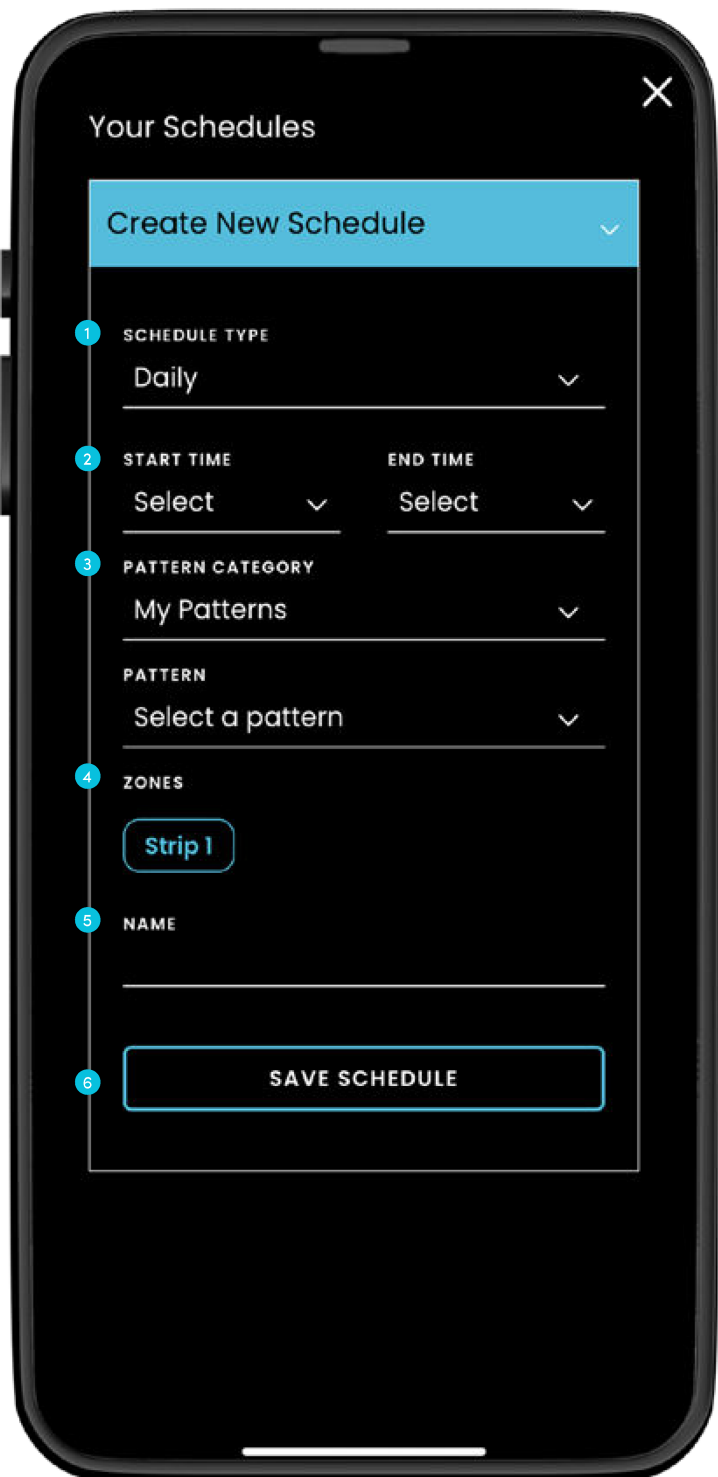 Your Schedules
Create New Schedule
1 SCHEDULE TYPE
Daily
2 START TIME END TIME
Select Select
3 PATTERN CATEGORY
My Patterns
PATTERN
Select a pattern
4 ZONES
Strip 1
5 NAME
6 SAVE SCHEDULE